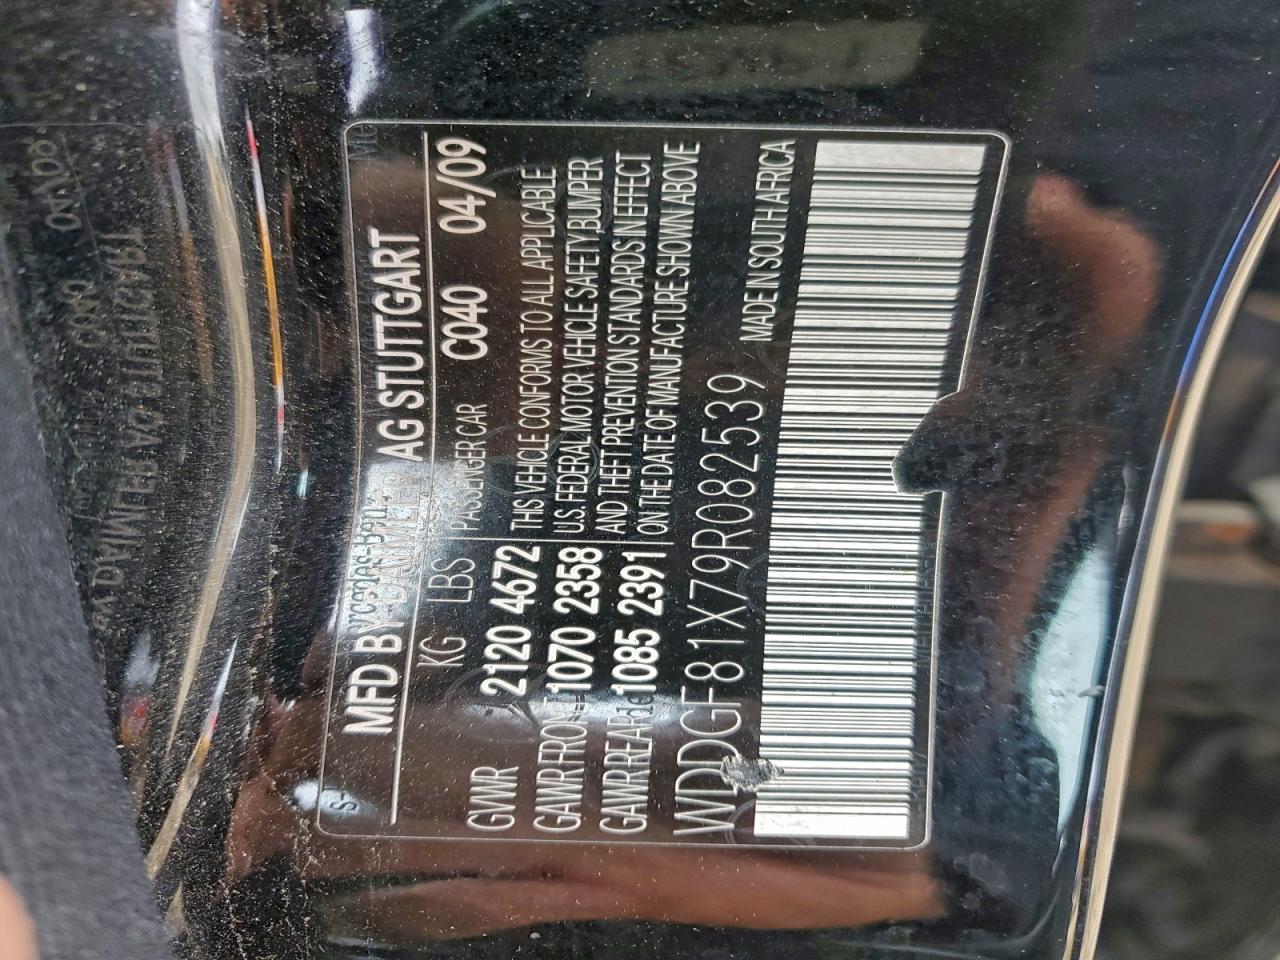 MFD BY DAIMLER AG STUTTGART
KG LBS PASSENGER CAR C040 04/09
GVWR 2120 4672 THIS VEHICLE CONFORMS TO ALL APPLICABLE
GAWR FRONT 1070 2358 U.S. FEDERAL MOTOR VEHICLE SAFETY BUMPER
GAWR REAR 1085 2391 AND THEFT PREVENTION STANDARDS IN EFFECT
ON THE DATE OF MANUFACTURE SHOWN ABOVE
WDDGF81X79R082539 MADE IN SOUTH AFRICA